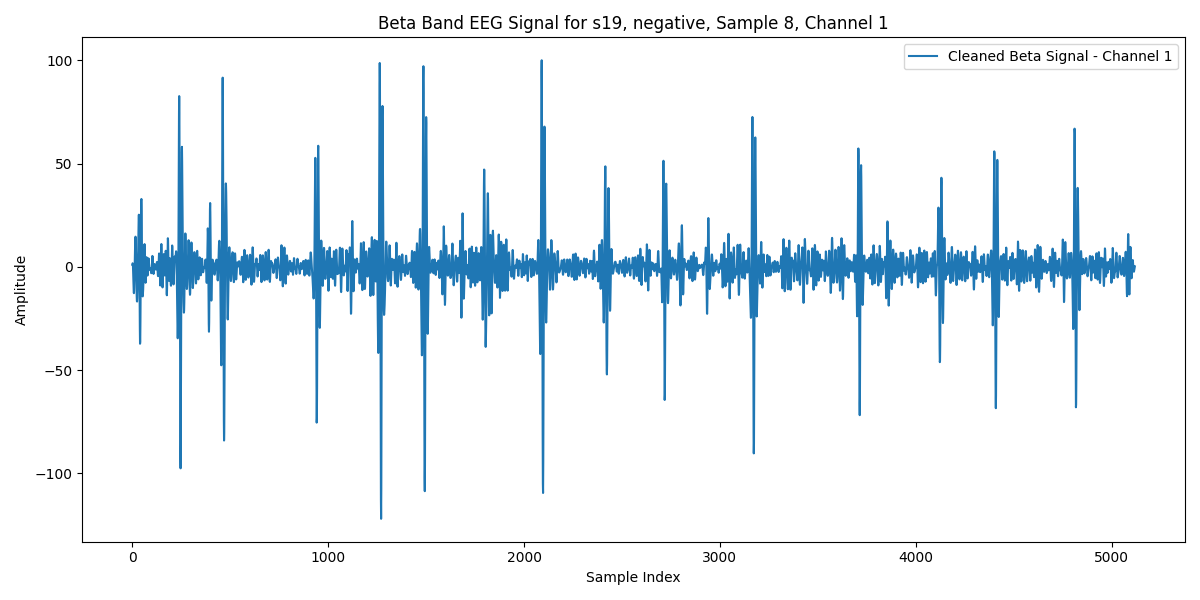 Beta Band EEG Signal for s19, negative, Sample 8, Channel 1
Cleaned Beta Signal - Channel 1
100
50
0
−50
−100
Amplitude
0 1000 2000 3000 4000 5000
Sample Index